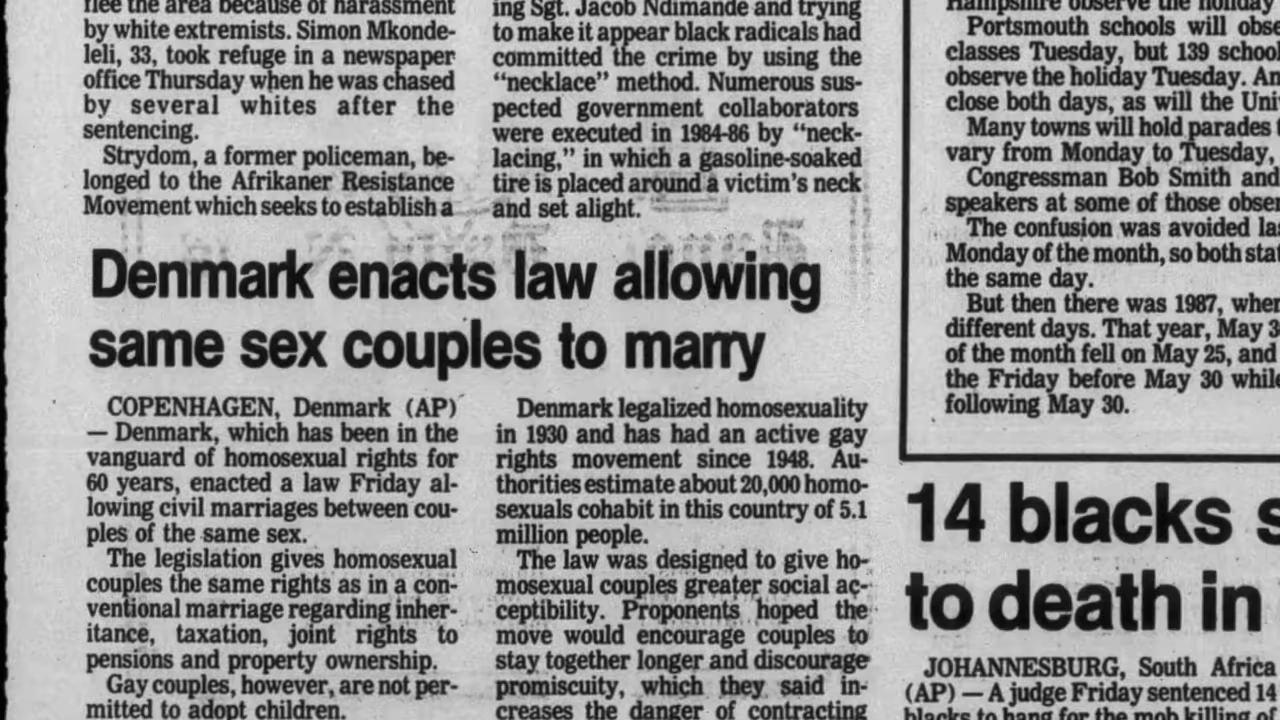 flee the area because of harassment
by white extremists. Simon Mkonde-
leli, 33, took refuge in a newspaper
office Thursday when he was chased
by several whites after the
sentencing.
Strydom, a former policeman, be-
longed to the Afrikaner Resistance
Movement which seeks to establish a
ing Sgt. Jacob Ndimande and trying
to make it appear black radicals had
committed the crime by using the
“necklace” method. Numerous sus-
pected government collaborators
were executed in 1984-86 by “neck-
lacing,” in which a gasoline-soaked
tire is placed around a victim's neck
and set alight.
Denmark enacts law allowing
same sex couples to marry
COPENHAGEN, Denmark (AP)
— Denmark, which has been in the
vanguard of homosexual rights for
60 years, enacted a law Friday al-
lowing civil marriages between cou-
ples of the same sex.
The legislation gives homosexual
couples the same rights as in a con-
ventional marriage regarding inher-
itance, taxation, joint rights to
pensions and property ownership.
Gay couples, however, are not per-
mitted to adopt children.
Denmark legalized homosexuality
in 1930 and has had an active gay
rights movement since 1948. Au-
thorities estimate about 20,000 homo-
sexuals cohabit in this country of 5.1
million people.
The law was designed to give ho-
mosexual couples greater social ac-
ceptibility. Proponents hoped the
move would encourage couples to
stay together longer and discourage
promiscuity, which they said in-
creases the danger of contracting
Hampshire observe the holiday
Portsmouth schools will obse
classes Tuesday, but 139 school
observe the holiday Tuesday. An
close both days, as will the Uni
Many towns will hold parades
vary from Monday to Tuesday,
Congressman Bob Smith and
speakers at some of those obser
The confusion was avoided la
Monday of the month, so both stat
the same day.
But then there was 1987, when
different days. That year, May 3
of the month fell on May 25, and
the Friday before May 30 while
following May 30.
14 blacks s
to death in
JOHANNESBURG, South Africa
(AP) — A judge Friday sentenced 14
blacks to hang for the mob killing of